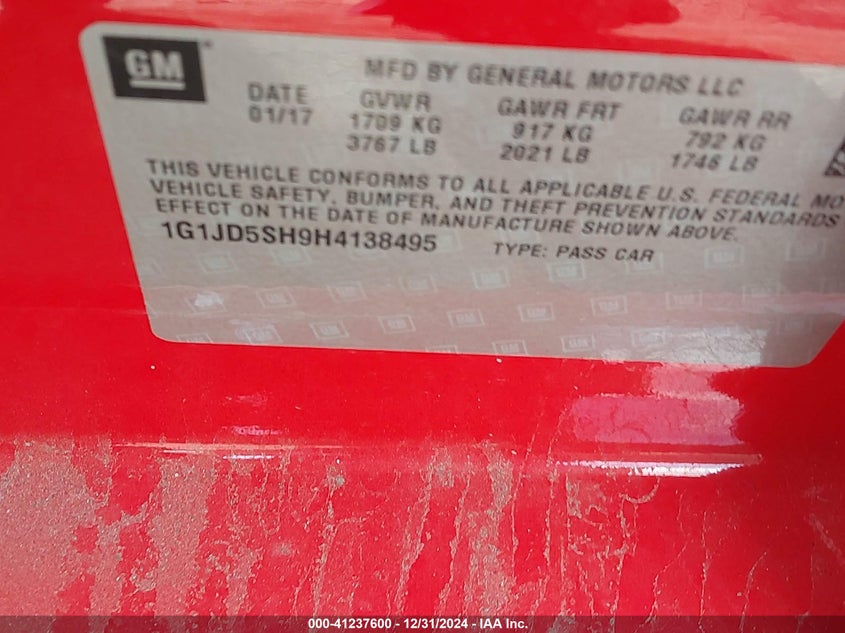 GM
MFD BY GENERAL MOTORS LLC
DATE GVWR GAWR FRT GAWR RR
01/17 1709 KG 917 KG 792 KG
3767 LB 2021 LB 1746 LB
THIS VEHICLE CONFORMS TO ALL APPLICABLE U.S. FEDERAL MO
VEHICLE SAFETY, BUMPER, AND THEFT PREVENTION STANDARDS
EFFECT ON THE DATE OF MANUFACTURE SHOWN ABOVE.
1G1JD5SH9H4138495 TYPE: PASS CAR
000-41237600 - 12/31/2024 - IAA Inc.